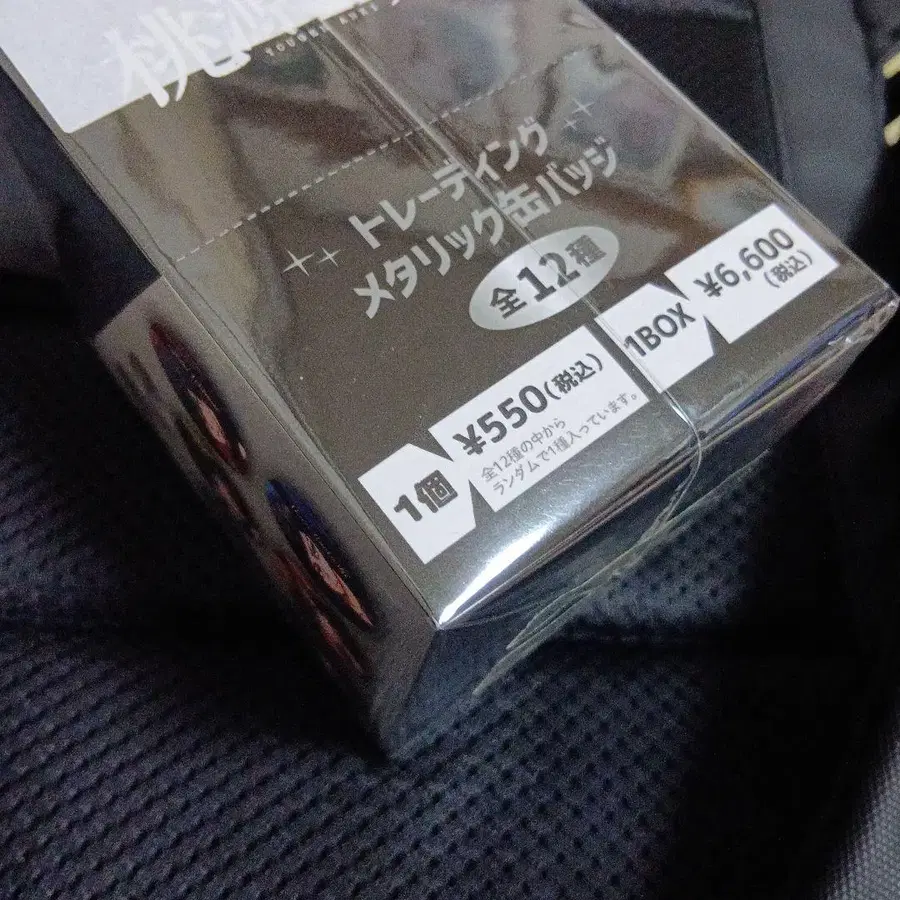 桃源
トレーディング
メタリック缶バッジ
全12種
1個
¥550(税込)
全12種の中から
ランダムで1種入っています。
1BOX
¥6,600
(税込)